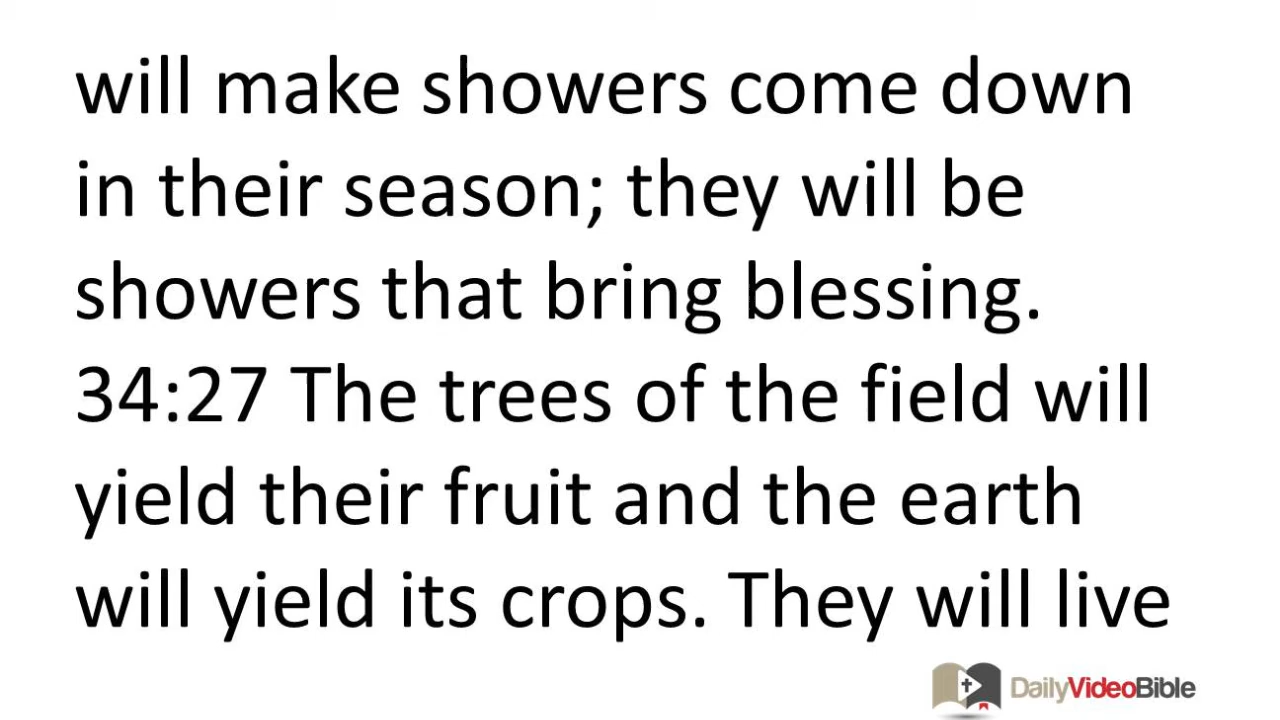 will make showers come down
in their season; they will be
showers that bring blessing.
34:27 The trees of the field will
yield their fruit and the earth
will yield its crops. They will live
DailyVideoBible